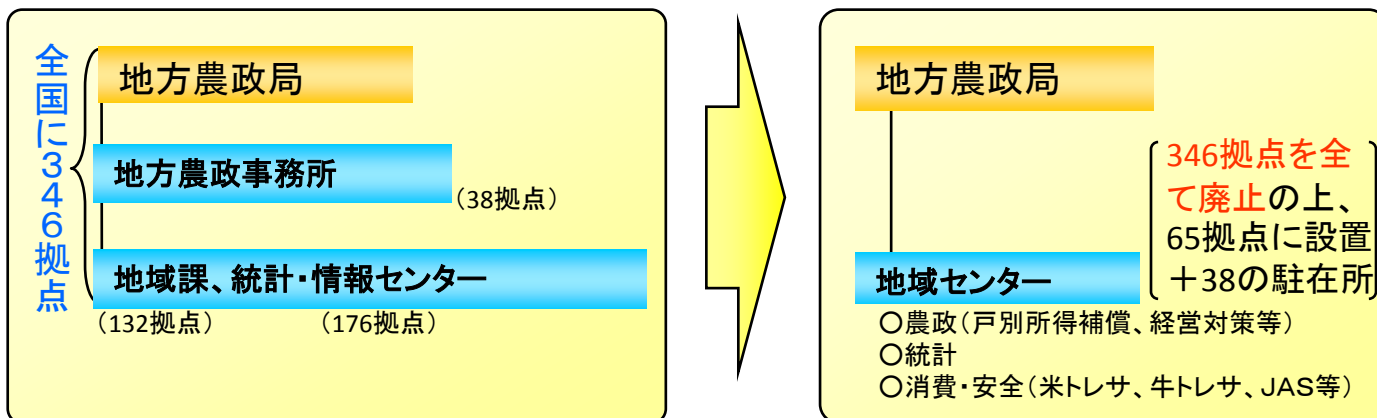 全国に346拠点
地方農政局
地方農政事務所
（38拠点）
地域課、統計・情報センター
（132拠点）
（176拠点）
地方農政局
346拠点を全
て廃止の上、
65拠点に設置
＋38の駐在所
地域センター
○農政（戸別所得補償、経営対策等）
○統計
○消費・安全（米トレサ、牛トレサ、JAS等）